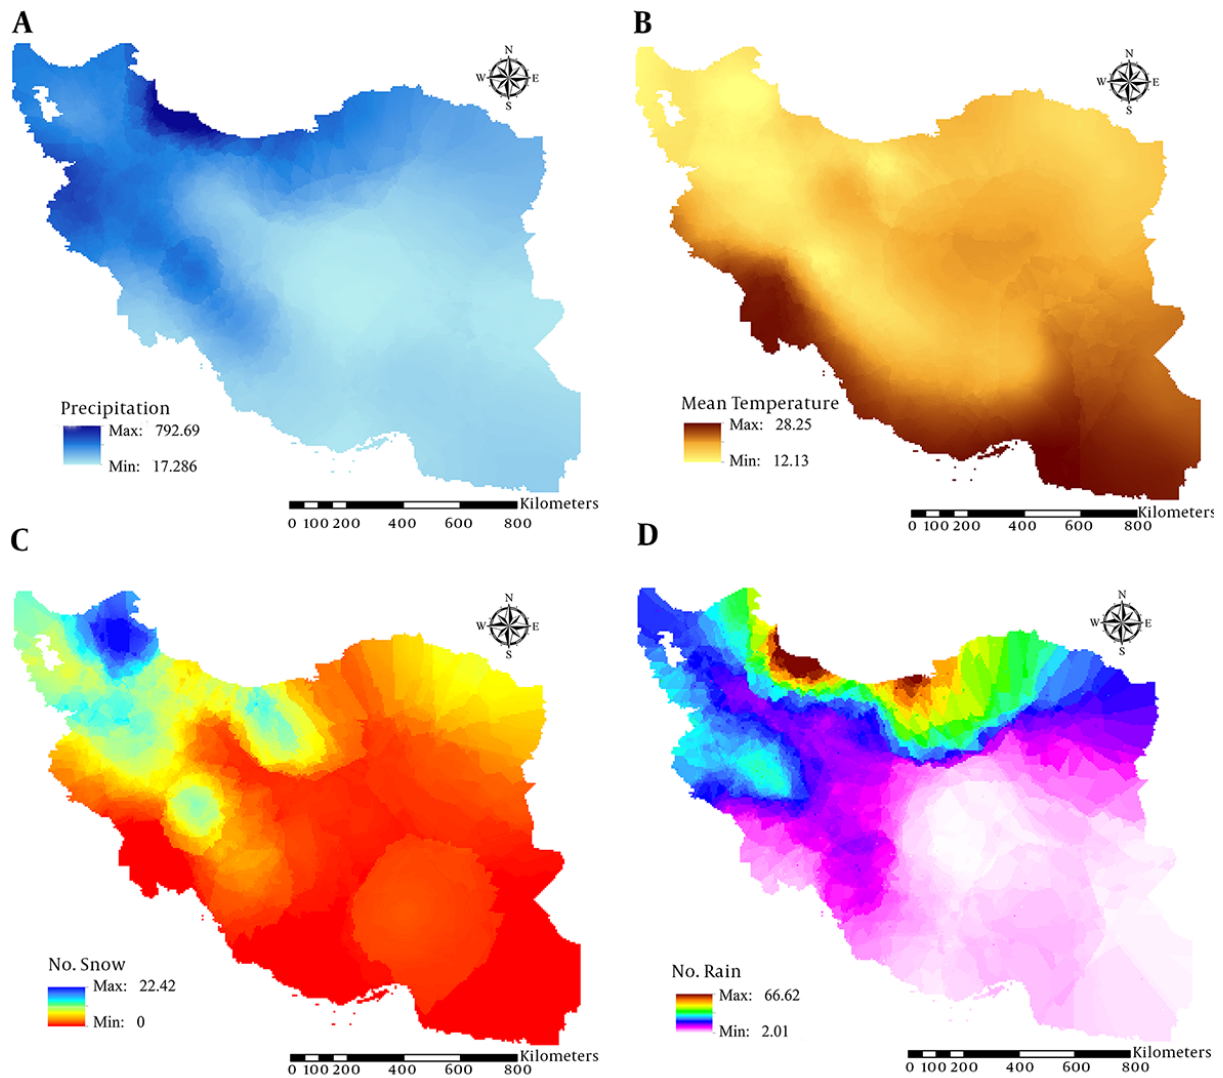 A
N
W E
S
Precipitation
Max: 792.69
Min: 17.286
Kilometers
0 100 200 400 600 800
B
N
W E
S
Mean Temperature
Max: 28.25
Min: 12.13
Kilometers
0 100 200 400 600 800
C
N
W E
S
No. Snow
Max: 22.42
Min: 0
Kilometers
0 100 200 400 600 800
D
N
W E
S
No. Rain
Max: 66.62
Min: 2.01
Kilometers
0 100 200 400 600 800